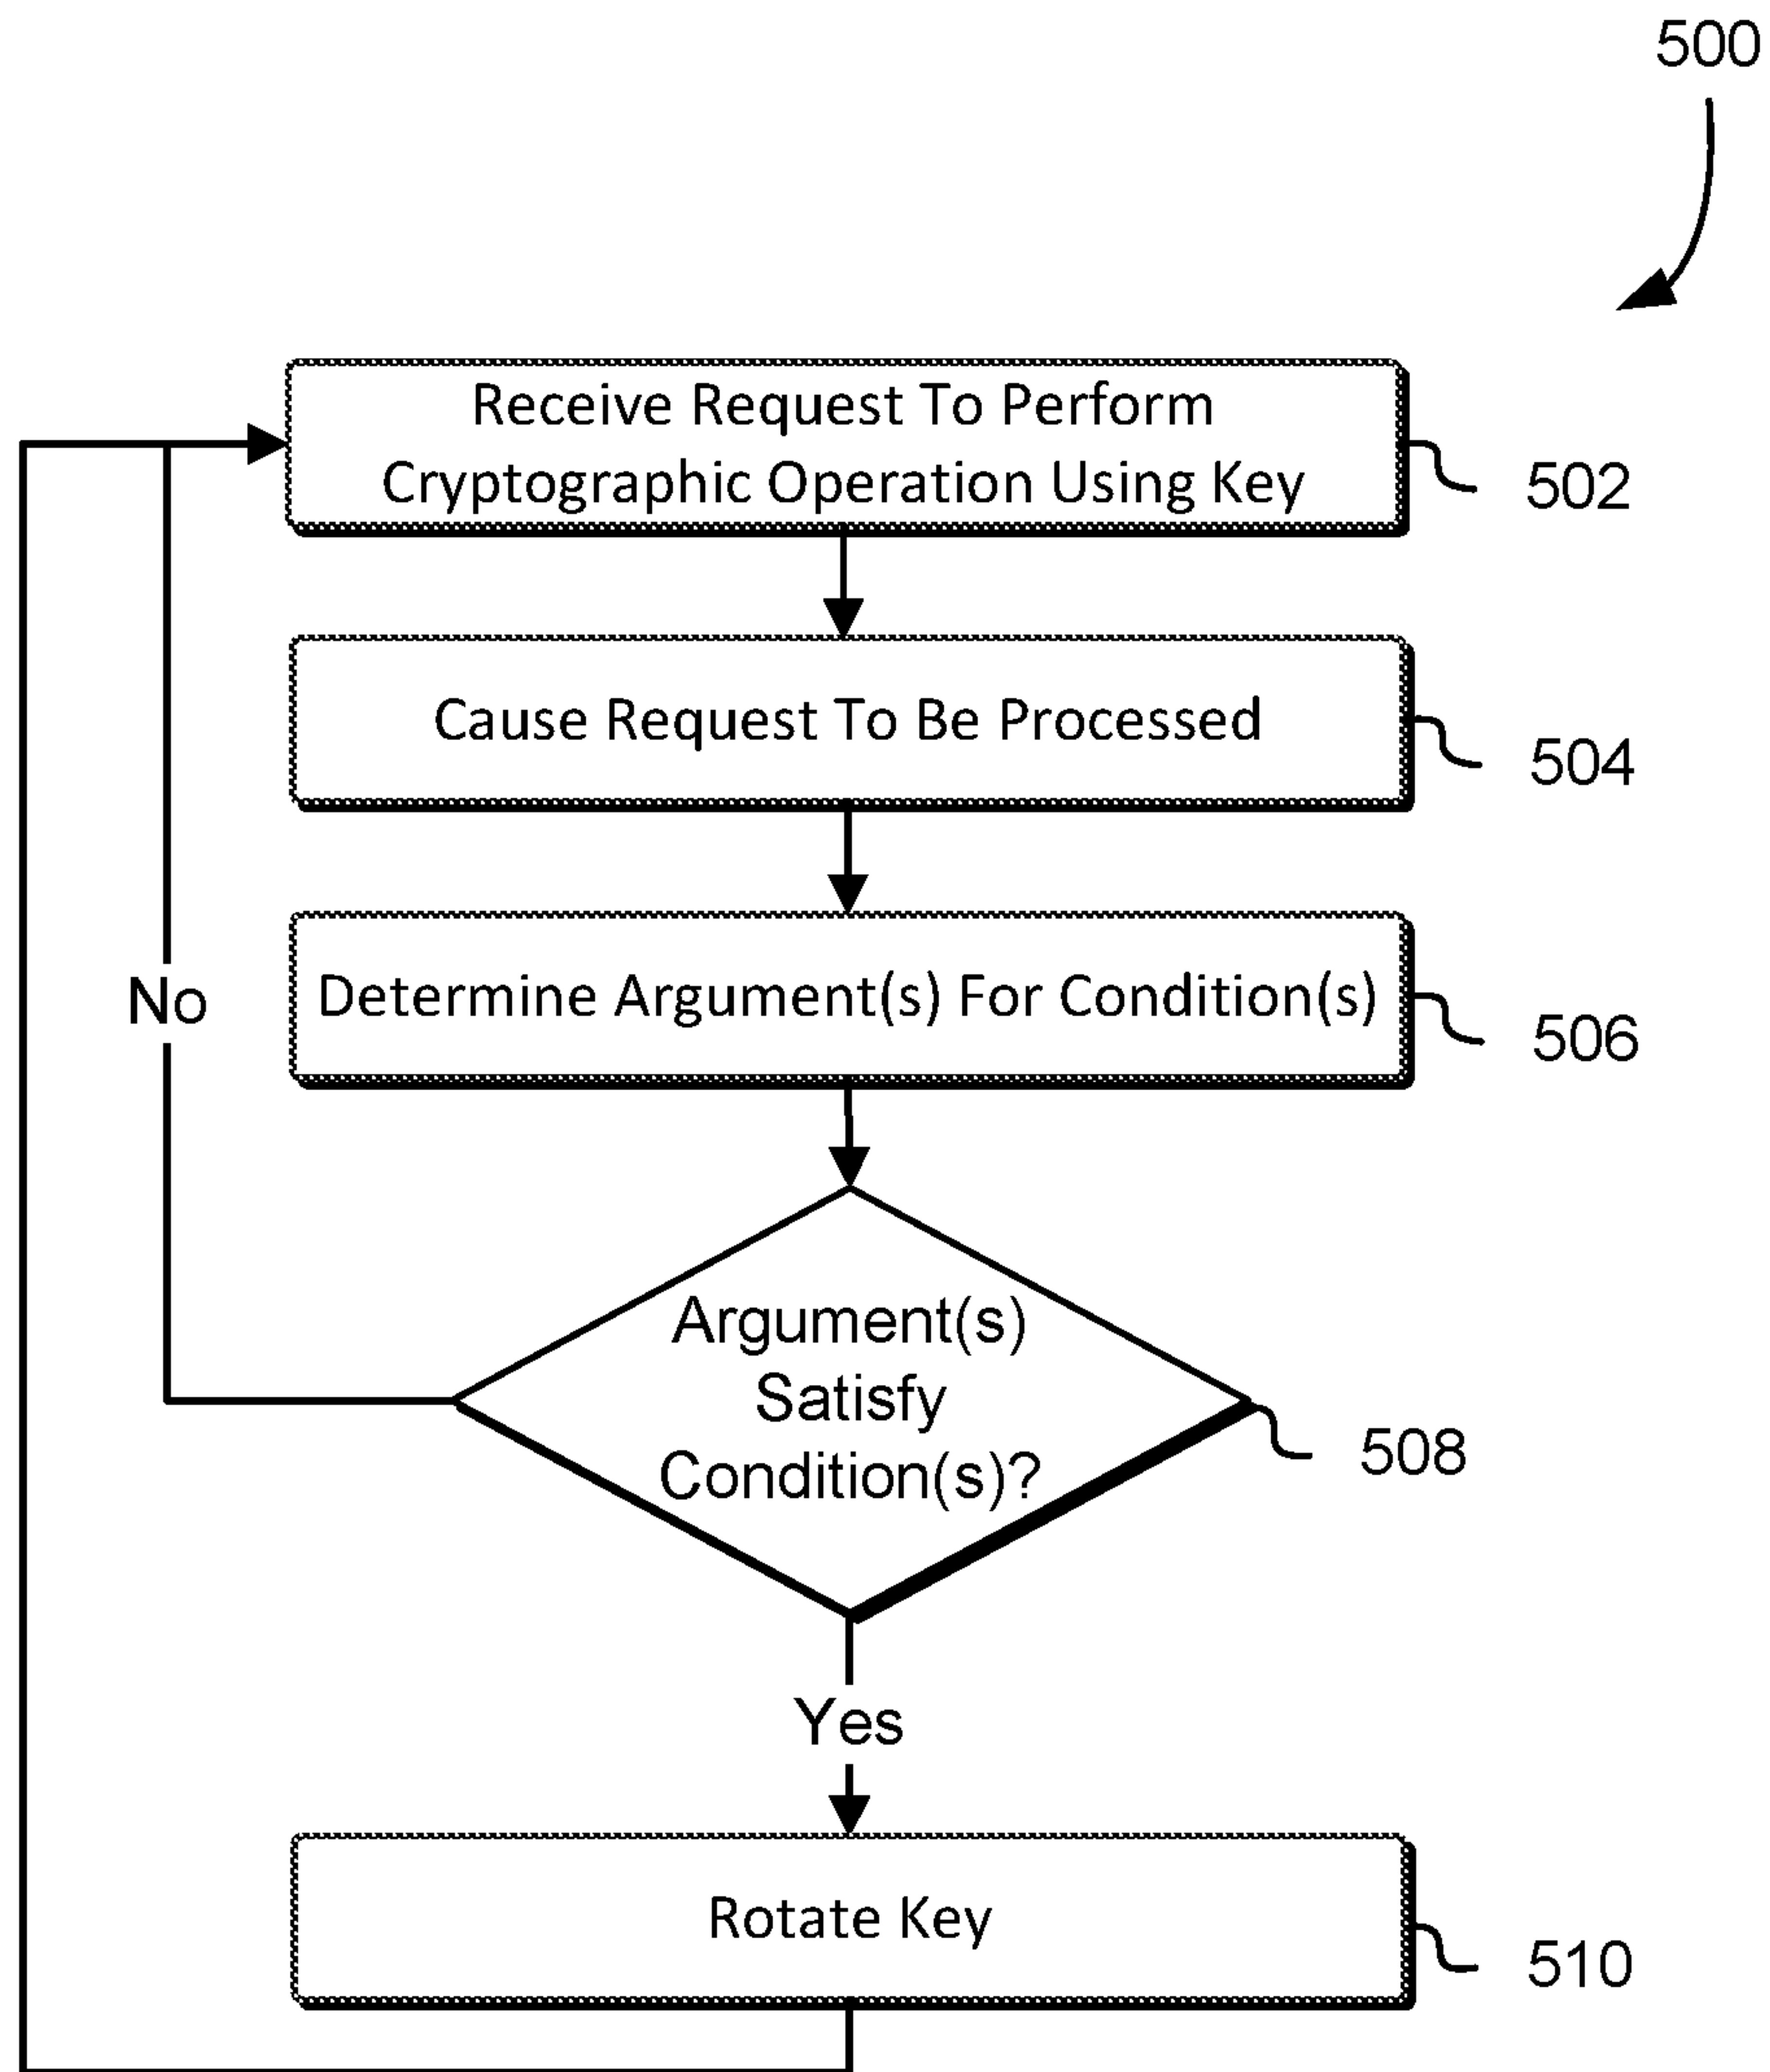 500
Receive Request To Perform
Cryptographic Operation Using Key
502
Cause Request To Be Processed
504
No
Determine Argument(s) For Condition(s)
506
Argument(s)
Satisfy
Condition(s)?
508
Yes
Rotate Key
510